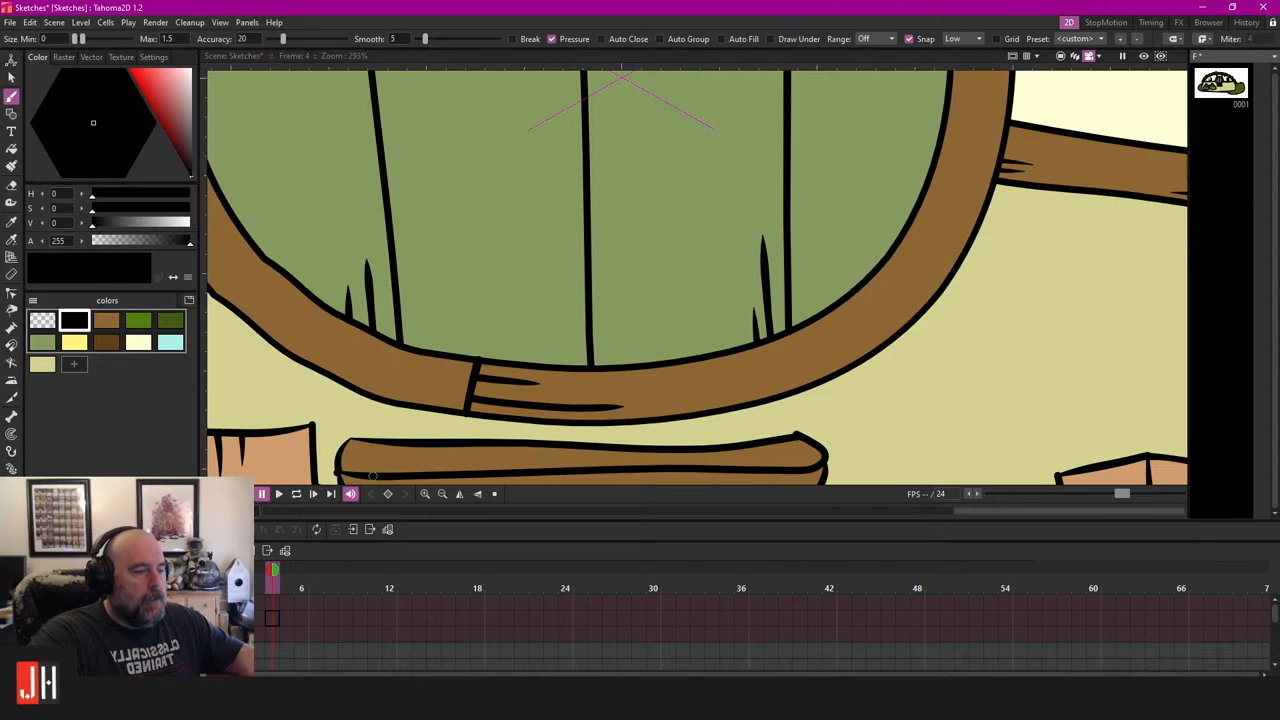 Sketches* [Sketches] : Tahoma2D 1.2
File Edit Scene Level Cells Play Render Cleanup View Panels Help
2D StopMotion Timing FX Browser History
Size Min: 0 Max: 1.5 Accuracy: 20 Smooth: 5 Break Pressure Auto Close Auto Group Auto Fill Draw Under Range: Off Snap Low Grid Preset: <custom> + - Miter: 4
Color Raster Vector Texture Settings
Scene: Sketches* :: Frame: 4 :: Zoom: 293%
F*
0001
H 0
S 0
V 0
A 255
colors
FPS -- / 24
6 12 18 24 30 36 42 48 54 60 66 7
CLASSICALLY
TRAINED
JH